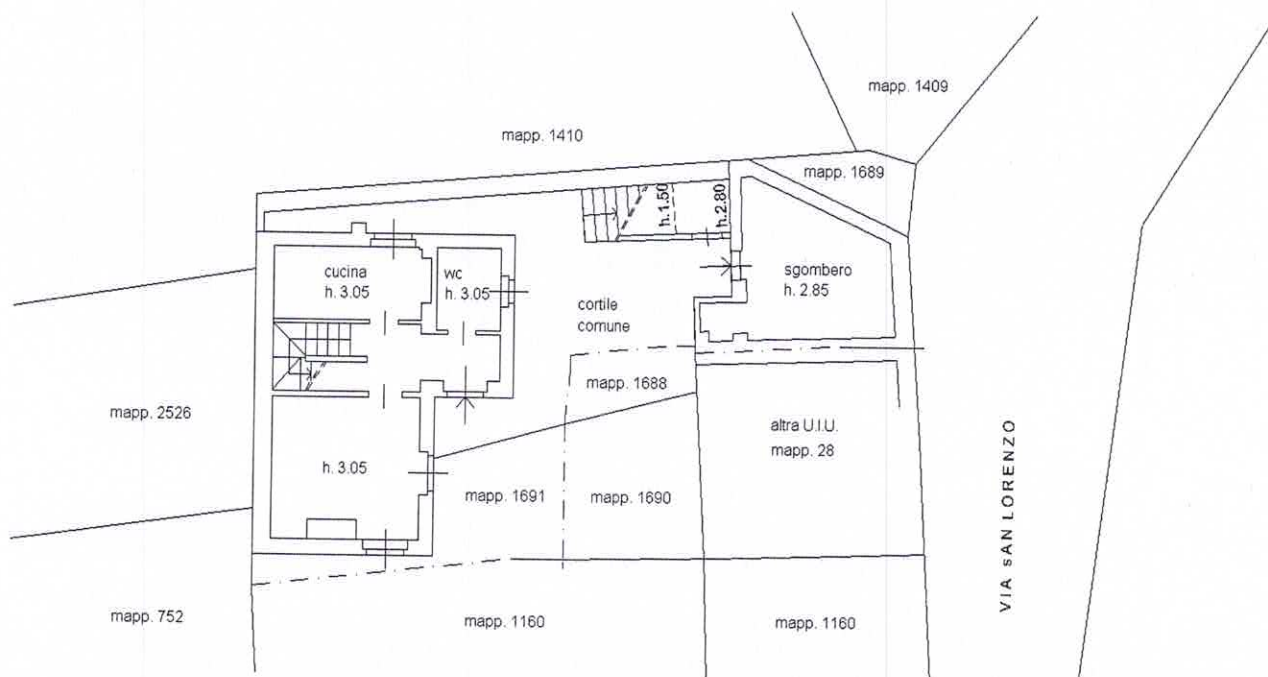 mapp. 1409
mapp. 1410
mapp. 1689
h.1.50
h.2.80
cucina
h. 3.05
wc
h. 3.05
sgombero
h. 2.85
cortile
comune
mapp. 1688
mapp. 2526
altra U.I.U.
mapp. 28
h. 3.05
mapp. 1691
mapp. 1690
VIA sAN LORENZO
mapp. 752
mapp. 1160
mapp. 1160